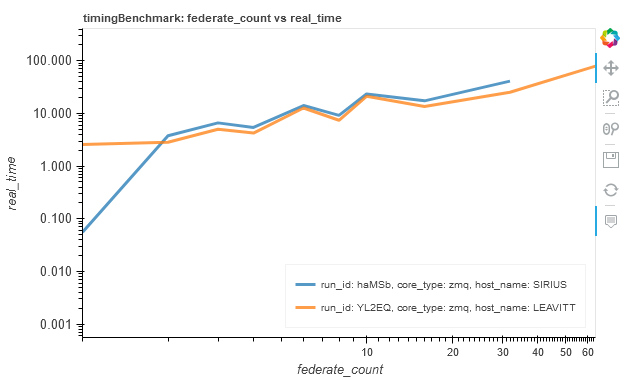 timingBenchmark: federate_count vs real_time
100.000
10.000
1.000
0.100
0.010
0.001
real_time
run_id: haMSb, core_type: zmq, host_name: SIRIUS
run_id: YL2EQ, core_type: zmq, host_name: LEAVITT
10 20 30 40 50 60
federate_count